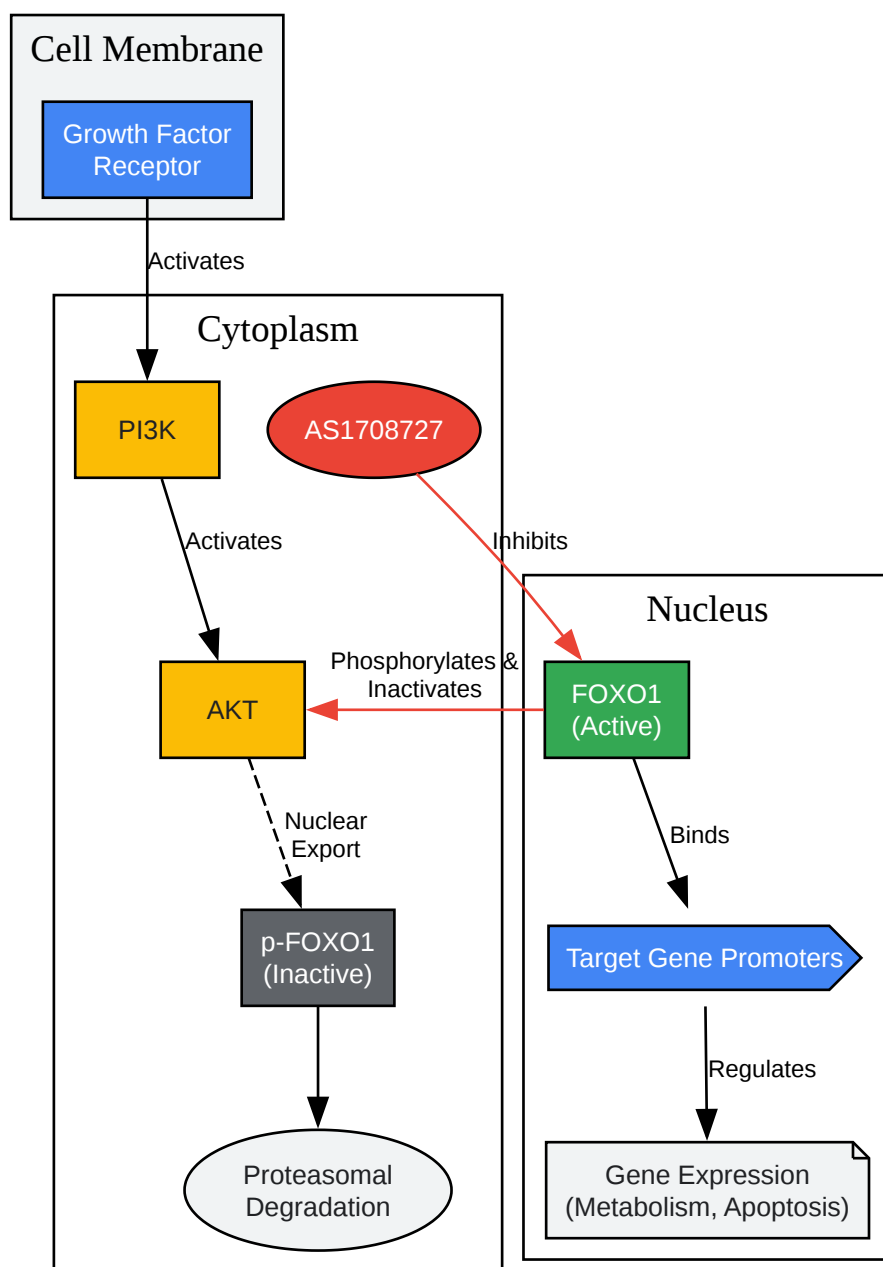 Cell Membrane
Growth Factor
Receptor
Activates
Cytoplasm
PI3K
AS1708727
Activates
Inhibits
Nucleus
Phosphorylates &
Inactivates
AKT
FOXO1
(Active)
Nuclear
Export
Binds
p-FOXO1
(Inactive)
Target Gene Promoters
Regulates
Proteasomal
Degradation
Gene Expression
(Metabolism, Apoptosis)